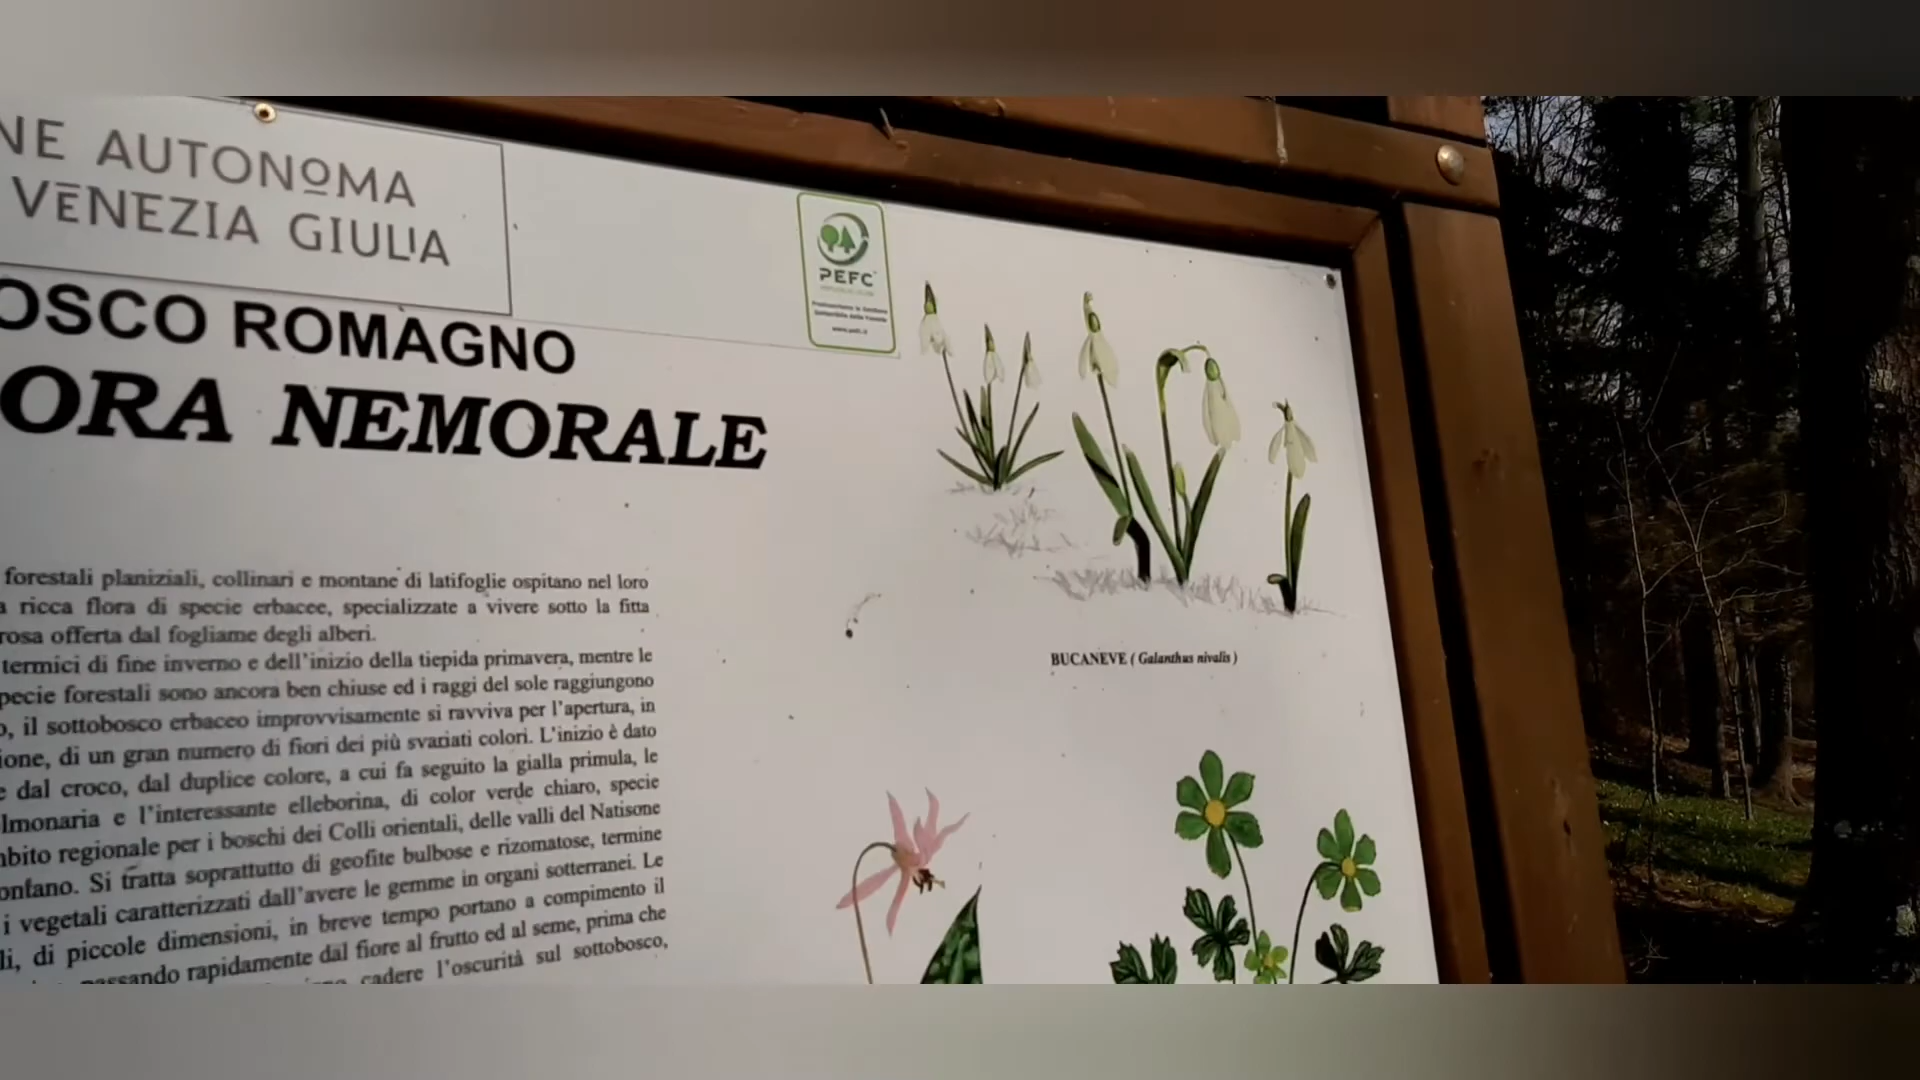 NE AUTONOMA
VENEZIA GIULIA
OSCO ROMAGNO
ORA NEMORALE
PEFC
www.pefc.it
forestali planiziali, collinari e montane di latifoglie ospitano nel loro
a ricca flora di specie erbacee, specializzate a vivere sotto la fitta
rosa offerta dal fogliame degli alberi.
termici di fine inverno e dell'inizio della tiepida primavera, mentre le
pecie forestali sono ancora ben chiuse ed i raggi del sole raggiungono
o, il sottobosco erbaceo improvvisamente si ravviva per l'apertura, in
ione, di un gran numero di fiori dei più svariati colori. L'inizio è dato
e dal croco, dal duplice colore, a cui fa seguito la gialla primula, le
lmonaria e l'interessante elleborina, di color verde chiaro, specie
nbito regionale per i boschi dei Colli orientali, delle valli del Natisone
onfano. Si tratta soprattutto di geofite bulbose e rizomatose, termine
i vegetali caratterizzati dall'avere le gemme in organi sotterranei. Le
li, di piccole dimensioni, in breve tempo portano a compimento il
passando rapidamente dal fiore al frutto ed al seme, prima che
cadere l'oscurità sul sottobosco,
BUCANEVE ( Galanthus nivalis )